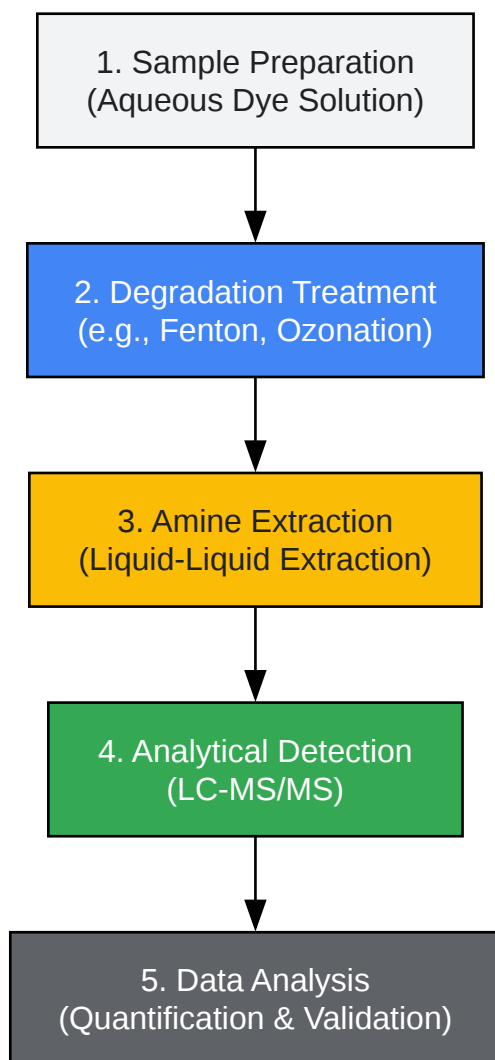 1. Sample Preparation
(Aqueous Dye Solution)
2. Degradation Treatment
(e.g., Fenton, Ozonation)
3. Amine Extraction
(Liquid-Liquid Extraction)
4. Analytical Detection
(LC-MS/MS)
5. Data Analysis
(Quantification & Validation)